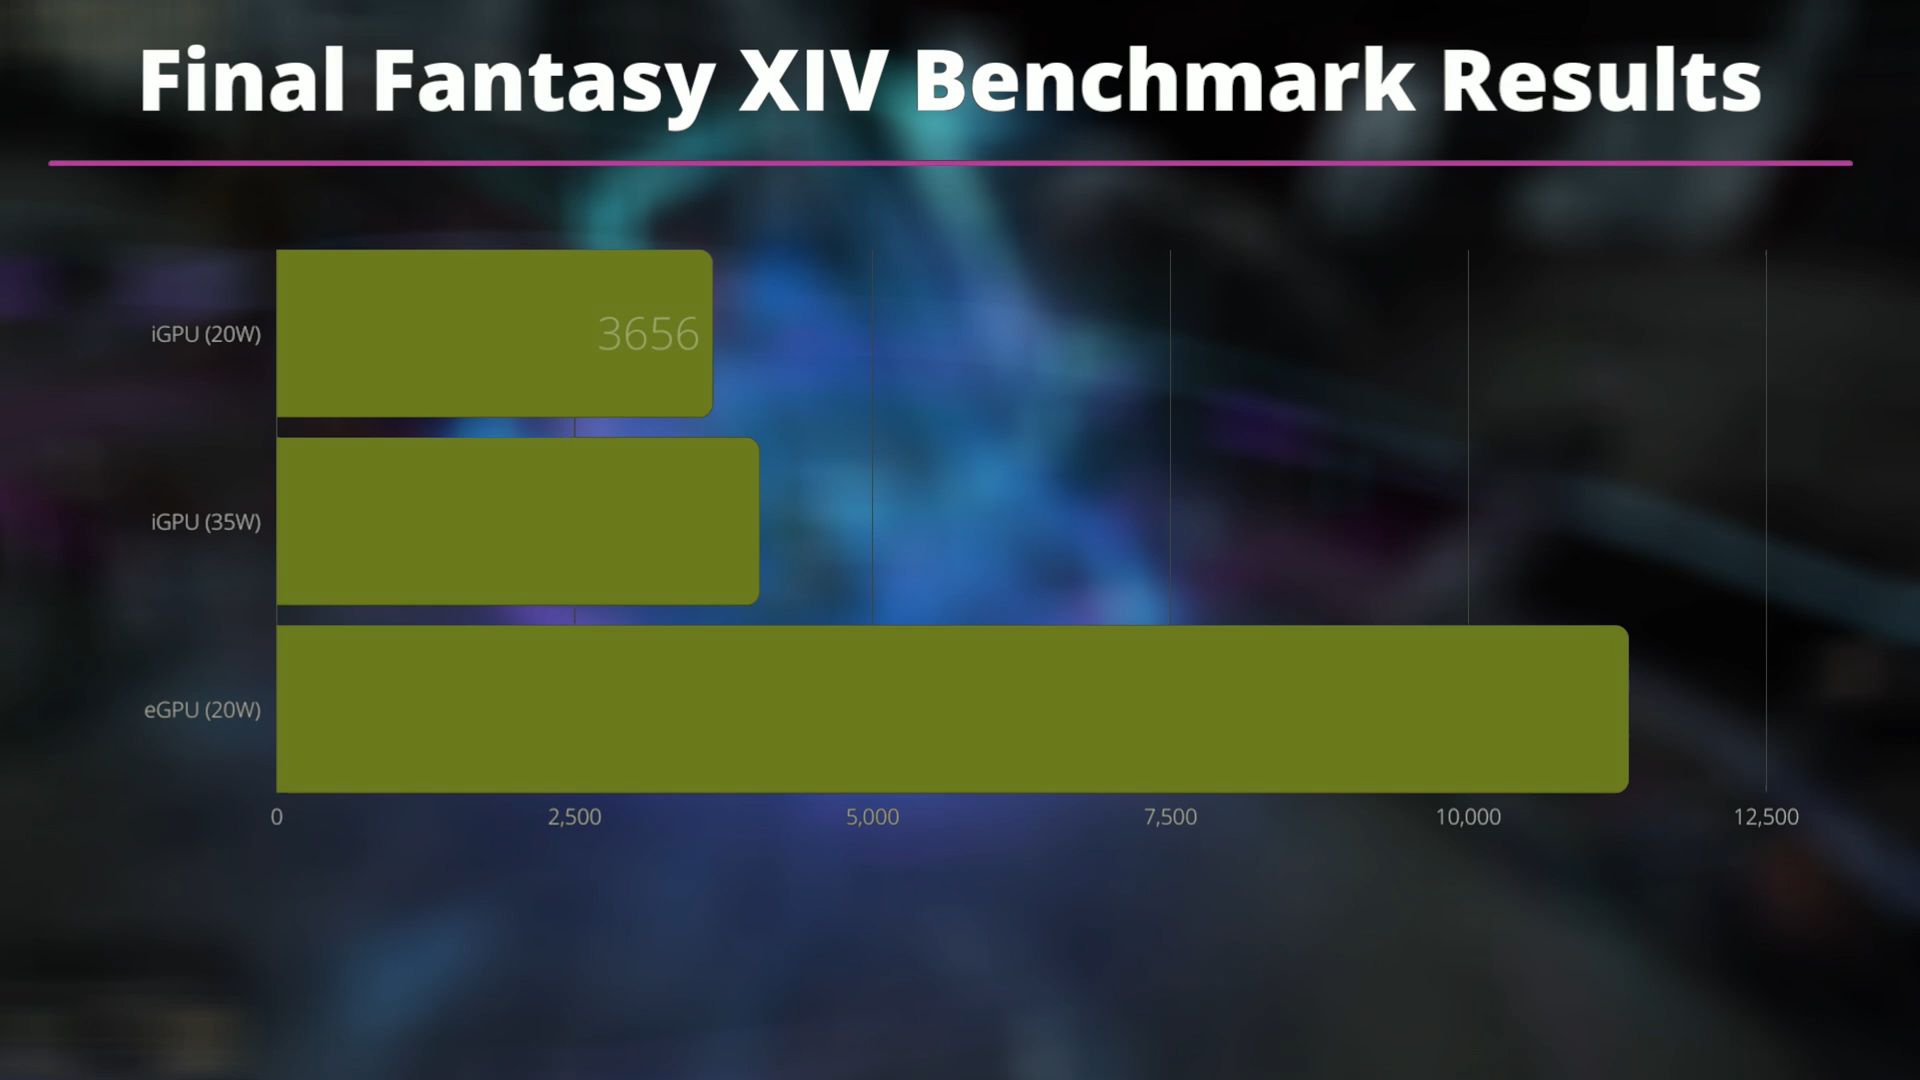 Final Fantasy XIV Benchmark Results
iGPU (20W)
3656
iGPU (35W)
eGPU (20W)
0 2,500 5,000 7,500 10,000 12,500